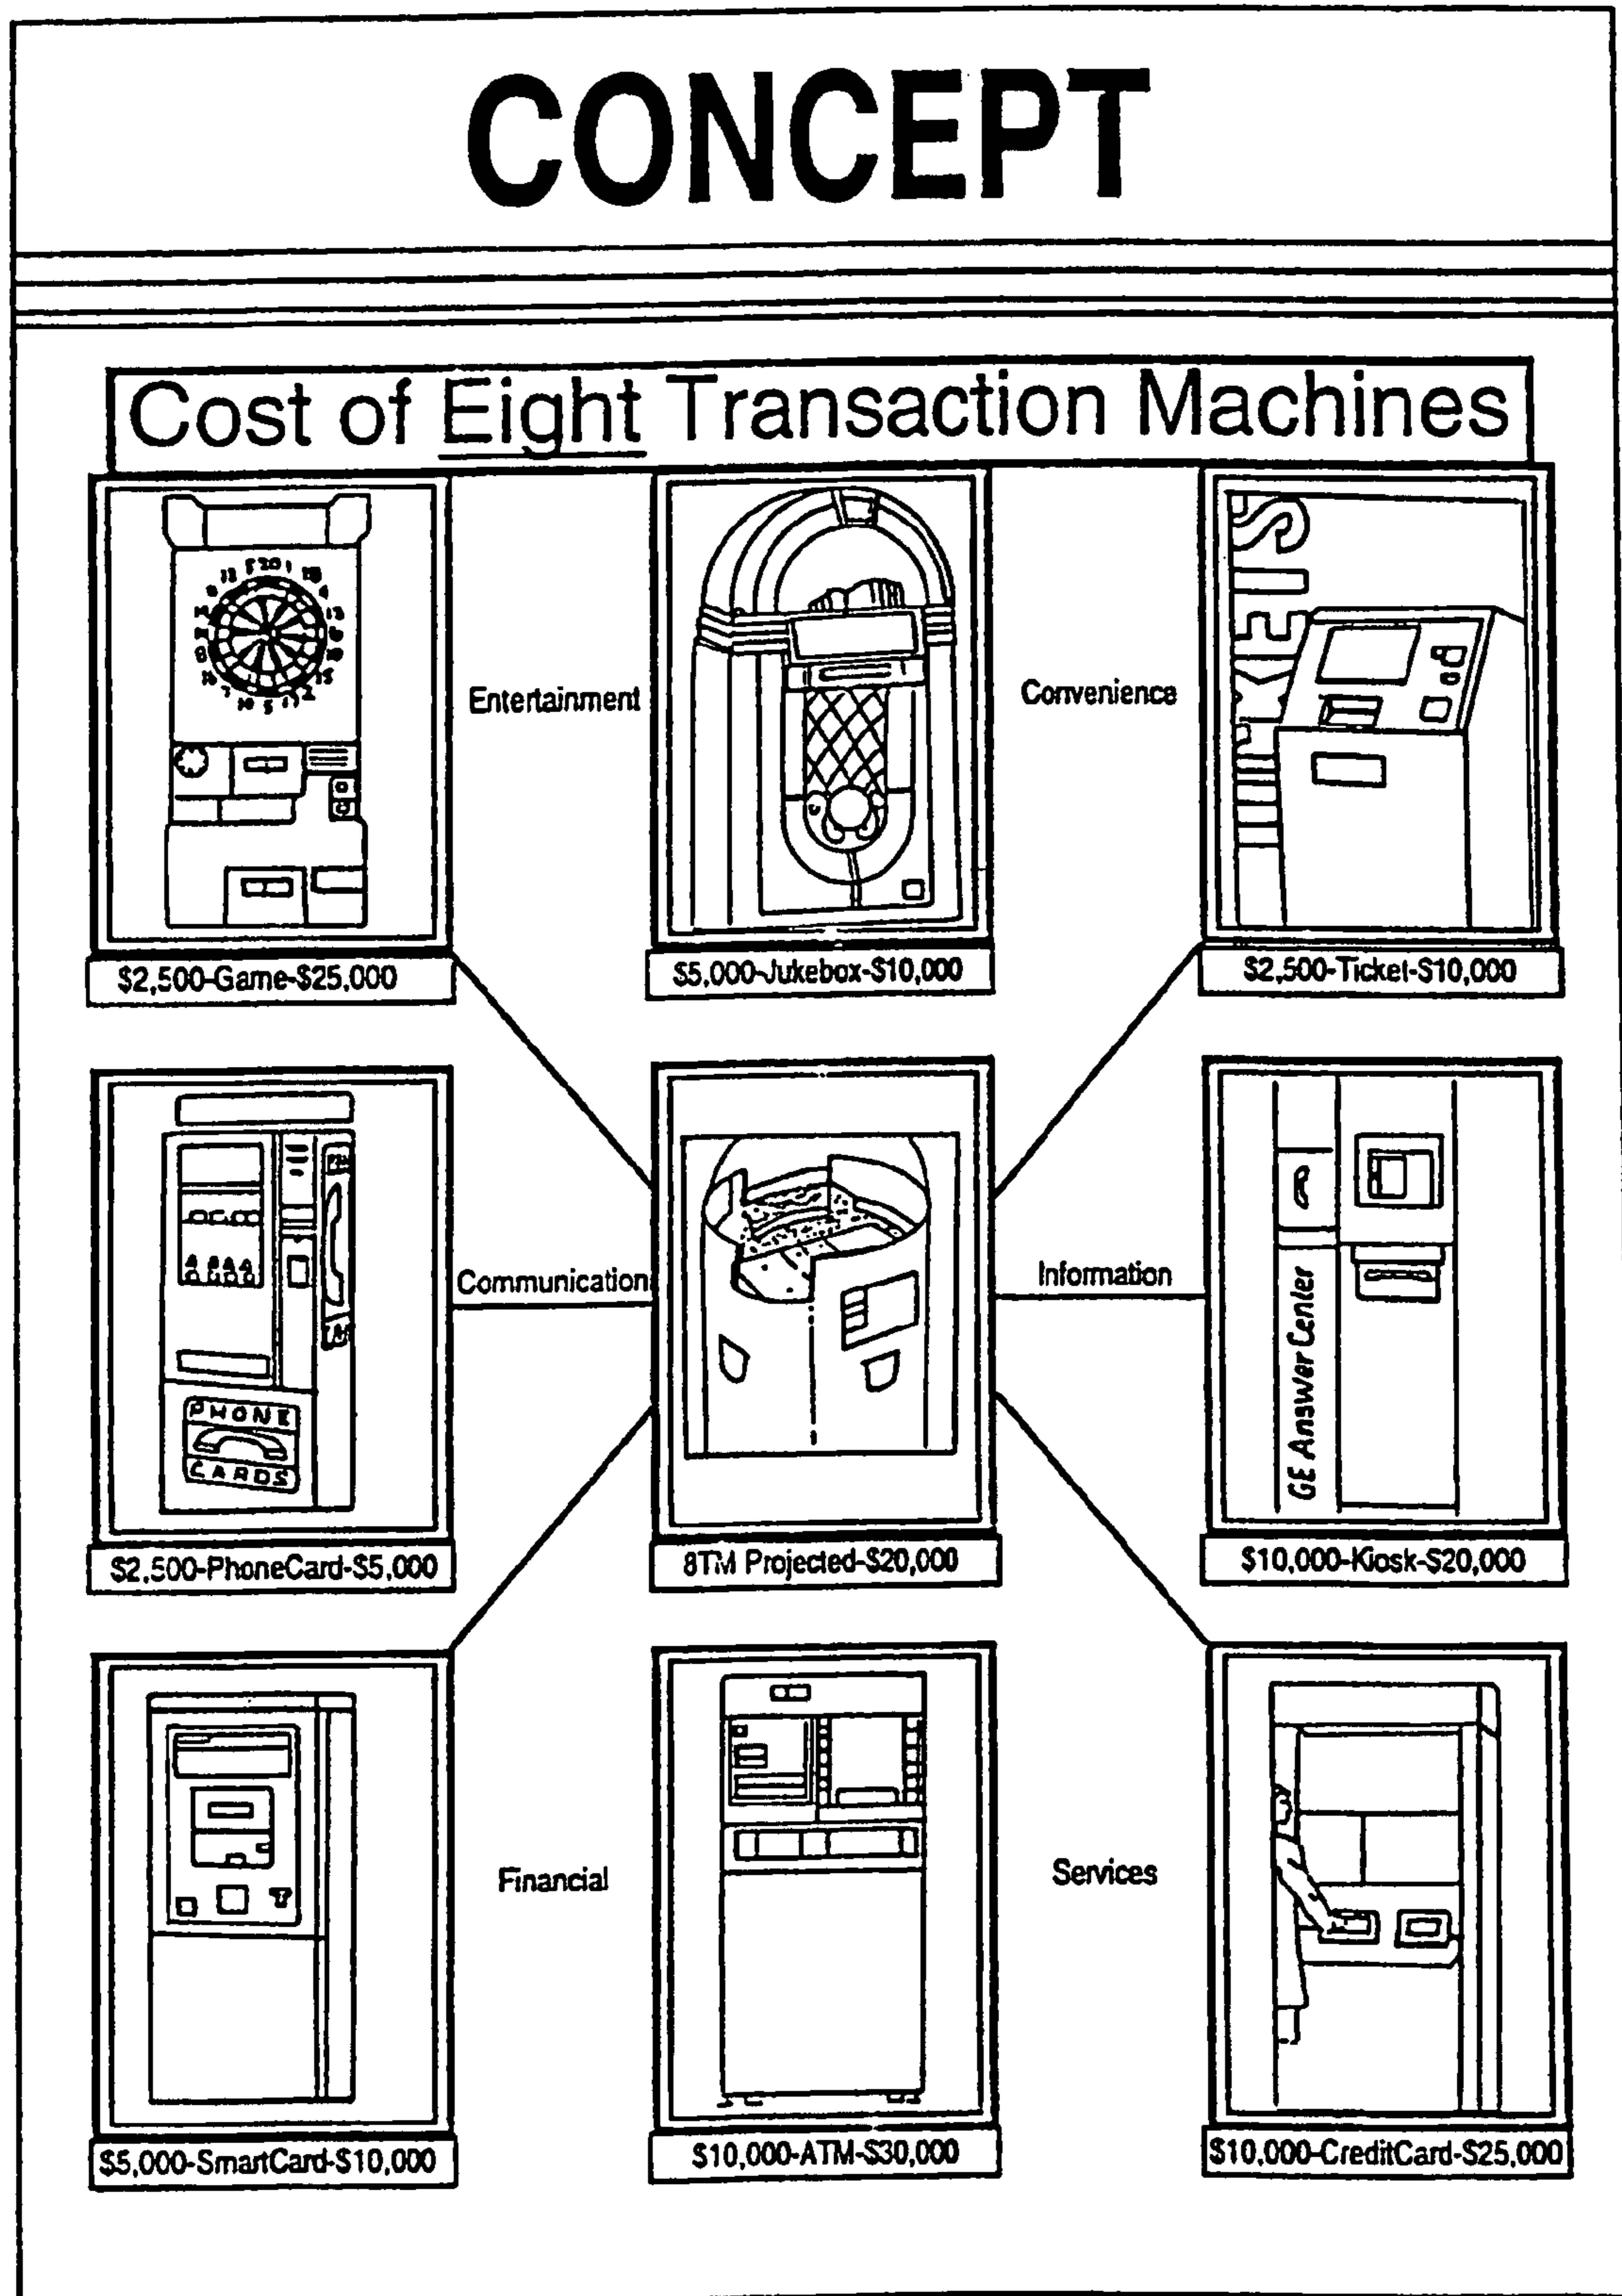 CONCEPT
Cost of Eight Transaction Machines
Entertainment
Convenience
TICKETS
$2,500-Game-$25,000
$5,000-Jukebox-$10,000
$2,500-Ticket-$10,000
PHONE
CARDS
Communication
Information
GE Answer Center
$2,500-PhoneCard-$5,000
8TM Projected-$20,000
$10,000-Kiosk-$20,000
Financial
Services
$5,000-SmartCard-$10,000
$10,000-ATM-$30,000
$10,000-CreditCard-$25,000